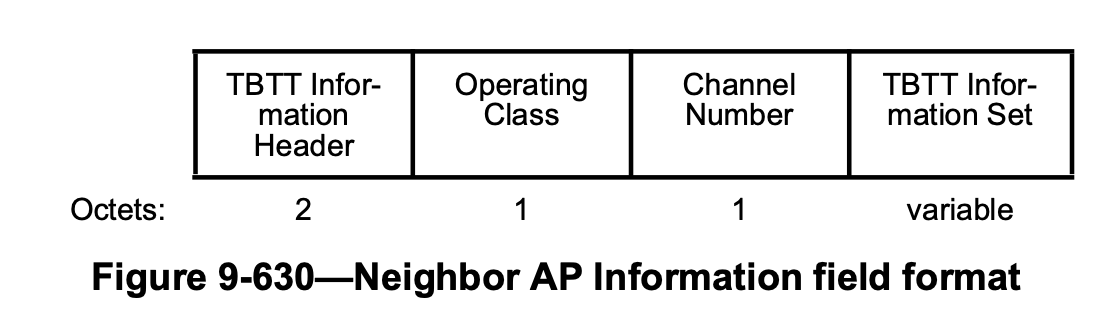 TBTT Infor-
mation
Header
Operating
Class
Channel
Number
TBTT Infor-
mation Set
Octets: 2 1 1 variable
Figure 9-630—Neighbor AP Information field format